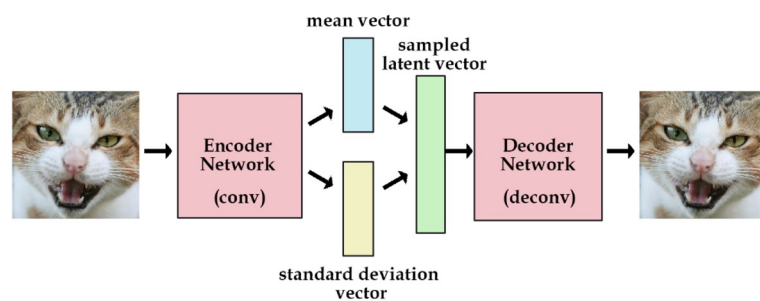 mean vector
sampled
latent vector
Encoder
Network
(conv)
Decoder
Network
(deconv)
standard deviation
vector